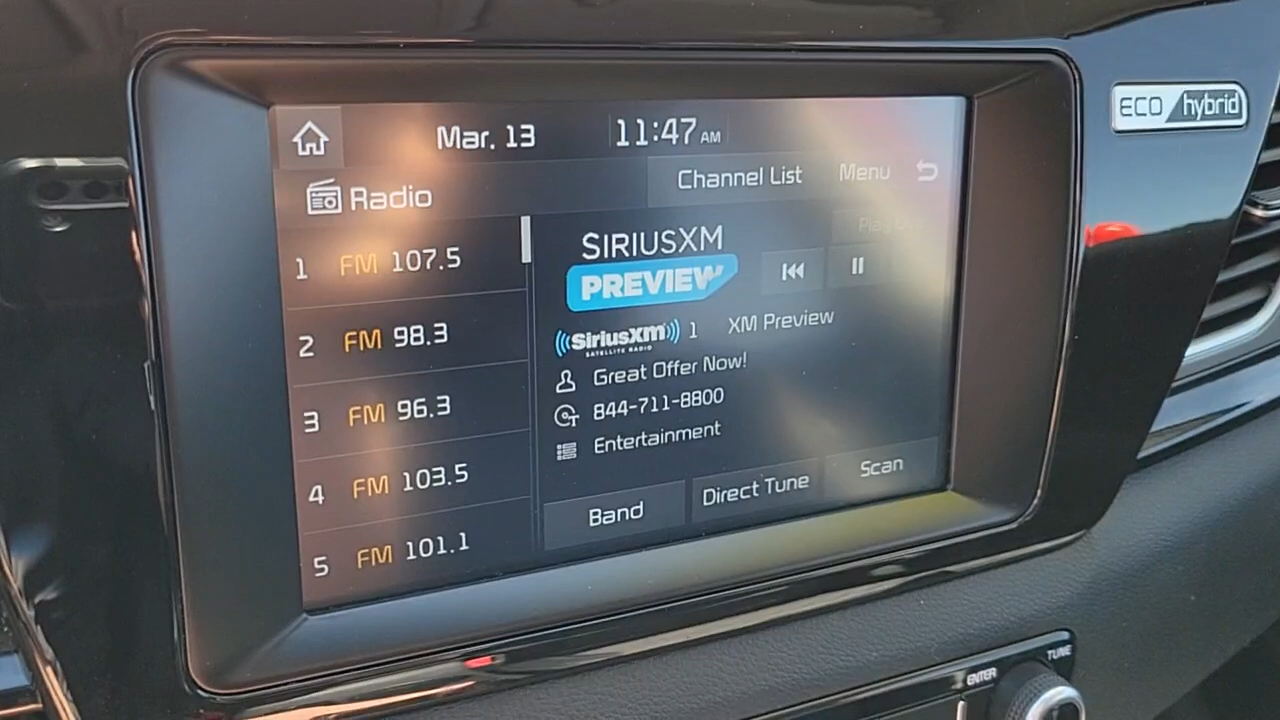 Mar. 13 11:47 AM
ECO hybrid
Radio
Channel List Menu
1 FM 107.5
2 FM 98.3
3 FM 96.3
4 FM 103.5
5 FM 101.1
SIRIUSXM
PREVIEW
((SiriusXM)) 1 XM Preview
SATELLITE RADIO
Great Offer Now!
844-711-8800
Entertainment
Band Direct Tune Scan
ENTER TUNE